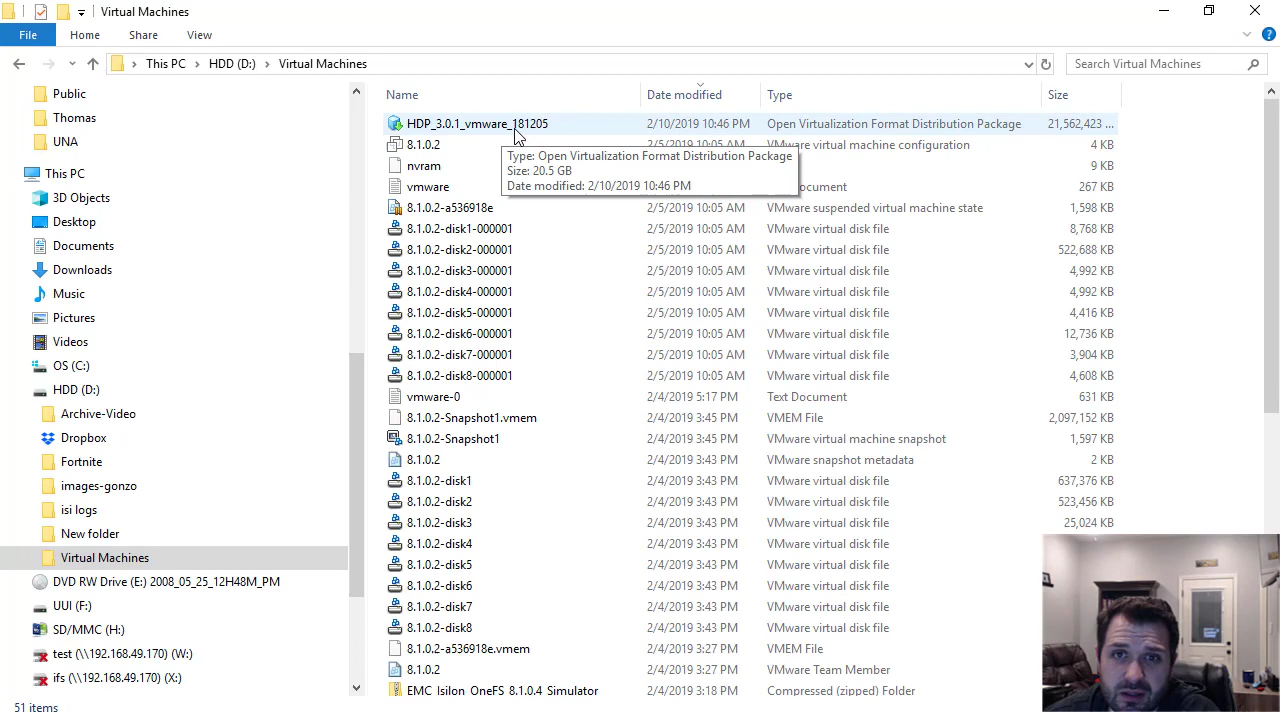 Virtual Machines
File Home Share View
This PC HDD (D:) Virtual Machines Search Virtual Machines
Public
Thomas
UNA
This PC
3D Objects
Desktop
Documents
Downloads
Music
Pictures
Videos
OS (C:)
HDD (D:)
Archive-Video
Dropbox
Fortnite
images-gonzo
isi logs
New folder
Virtual Machines
DVD RW Drive (E:) 2008_05_25_12H48M_PM
UUI (F:)
SD/MMC (H:)
test (\\192.168.49.170) (W:)
ifs (\\192.168.49.170) (X:)
Name Date modified Type Size
HDP_3.0.1_vmware_181205 2/10/2019 10:46 PM Open Virtualization Format Distribution Package 21,562,423 ...
8.1.0.2 2/5/2019 10:05 AM VMware virtual machine configuration 4 KB
nvram 9 KB
vmware ocument 267 KB
Type: Open Virtualization Format Distribution Package
Size: 20.5 GB
Date modified: 2/10/2019 10:46 PM
8.1.0.2-a536918e 2/5/2019 10:05 AM VMware suspended virtual machine state 1,598 KB
8.1.0.2-disk1-000001 2/5/2019 10:05 AM VMware virtual disk file 8,768 KB
8.1.0.2-disk2-000001 2/5/2019 10:05 AM VMware virtual disk file 522,688 KB
8.1.0.2-disk3-000001 2/5/2019 10:05 AM VMware virtual disk file 4,992 KB
8.1.0.2-disk4-000001 2/5/2019 10:05 AM VMware virtual disk file 4,992 KB
8.1.0.2-disk5-000001 2/5/2019 10:05 AM VMware virtual disk file 4,416 KB
8.1.0.2-disk6-000001 2/5/2019 10:05 AM VMware virtual disk file 12,736 KB
8.1.0.2-disk7-000001 2/5/2019 10:05 AM VMware virtual disk file 3,904 KB
8.1.0.2-disk8-000001 2/5/2019 10:05 AM VMware virtual disk file 4,608 KB
vmware-0 2/4/2019 5:17 PM Text Document 631 KB
8.1.0.2-Snapshot1.vmem 2/4/2019 3:45 PM VMEM File 2,097,152 KB
8.1.0.2-Snapshot1 2/4/2019 3:45 PM VMware virtual machine snapshot 1,597 KB
8.1.0.2 2/4/2019 3:43 PM VMware snapshot metadata 2 KB
8.1.0.2-disk1 2/4/2019 3:43 PM VMware virtual disk file 637,376 KB
8.1.0.2-disk2 2/4/2019 3:43 PM VMware virtual disk file 523,456 KB
8.1.0.2-disk3 2/4/2019 3:43 PM VMware virtual disk file 25,024 KB
8.1.0.2-disk4 2/4/2019 3:43 PM VMware virtual disk file
8.1.0.2-disk5 2/4/2019 3:43 PM VMware virtual disk file
8.1.0.2-disk6 2/4/2019 3:43 PM VMware virtual disk file
8.1.0.2-disk7 2/4/2019 3:43 PM VMware virtual disk file
8.1.0.2-disk8 2/4/2019 3:43 PM VMware virtual disk file
8.1.0.2-a536918e.vmem 2/4/2019 3:27 PM VMEM File
8.1.0.2 2/4/2019 3:27 PM VMware Team Member
EMC_Isilon_OneFS_8.1.0.4_Simulator 2/4/2019 3:18 PM Compressed (zipped) Folder
51 items